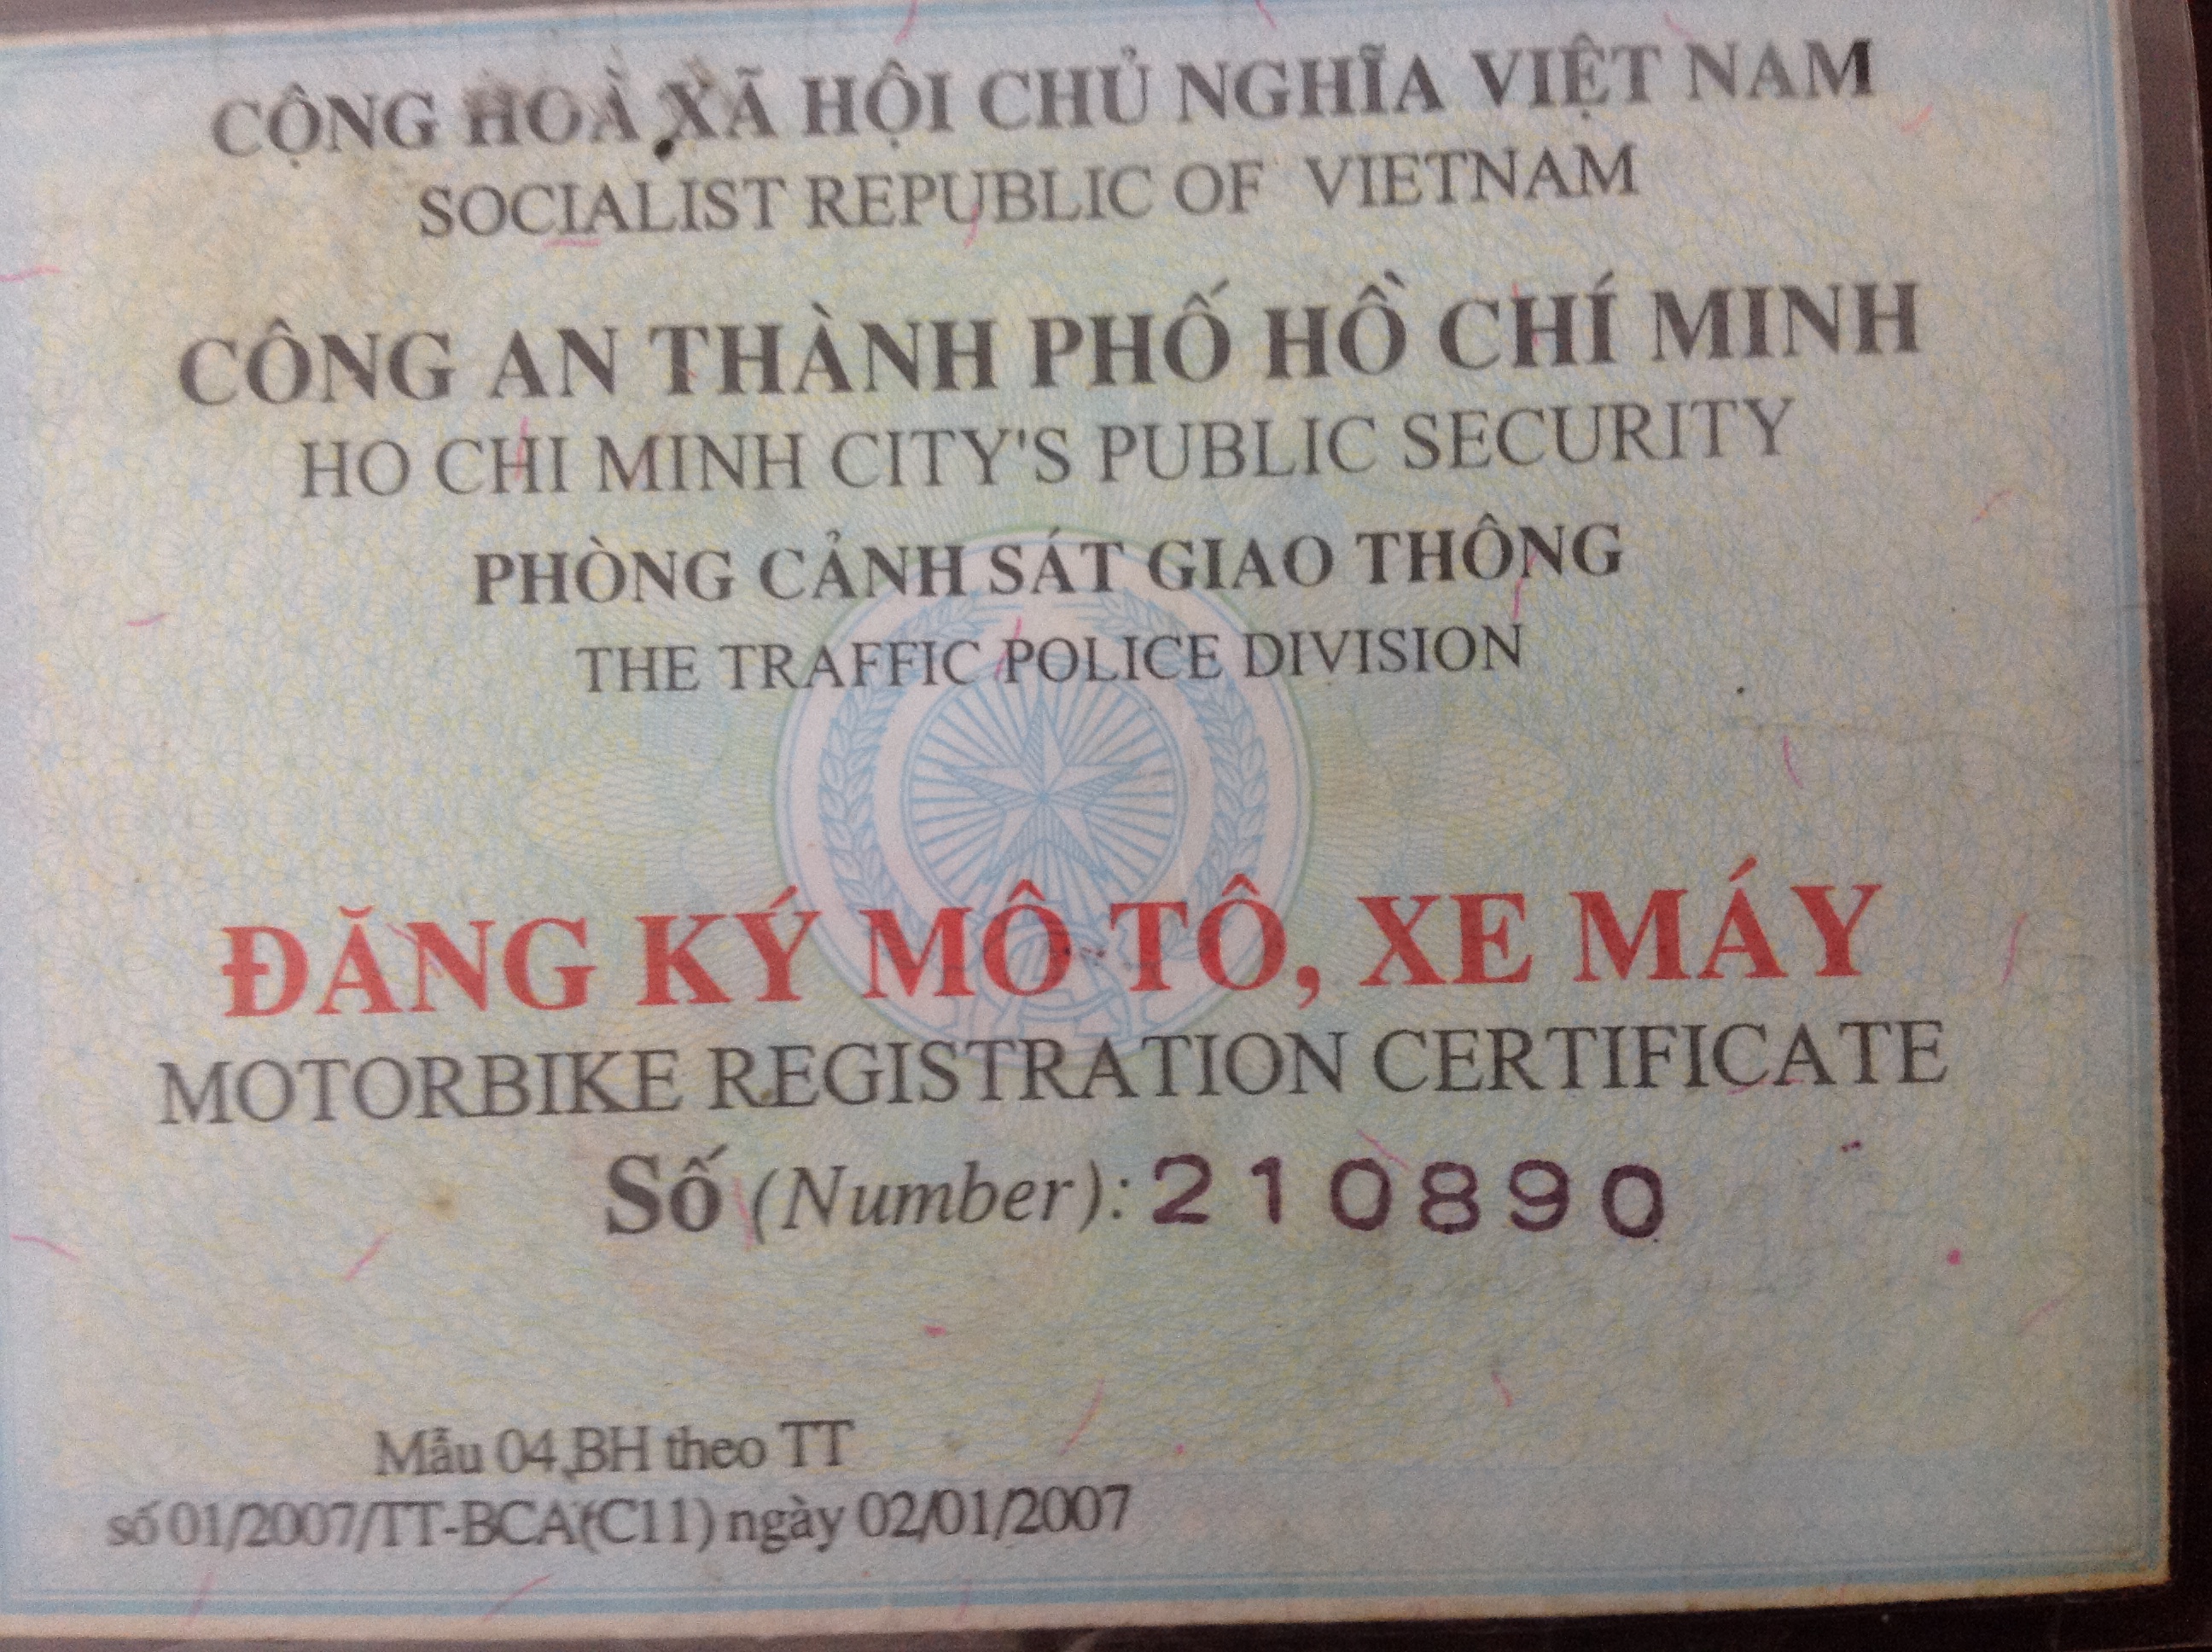 CỘNG HOÀ XÃ HỘI CHỦ NGHĨA VIỆT NAM
SOCIALIST REPUBLIC OF VIETNAM
CÔNG AN THÀNH PHỐ HỒ CHÍ MINH
HO CHI MINH CITY'S PUBLIC SECURITY
PHÒNG CẢNH SÁT GIAO THÔNG
THE TRAFFIC POLICE DIVISION
ĐĂNG KÝ MÔ TÔ, XE MÁY
MOTORBIKE REGISTRATION CERTIFICATE
Số (Number): 210890
Mẫu 04 BH theo TT
số 01/2007/TT-BCA(C11) ngày 02/01/2007